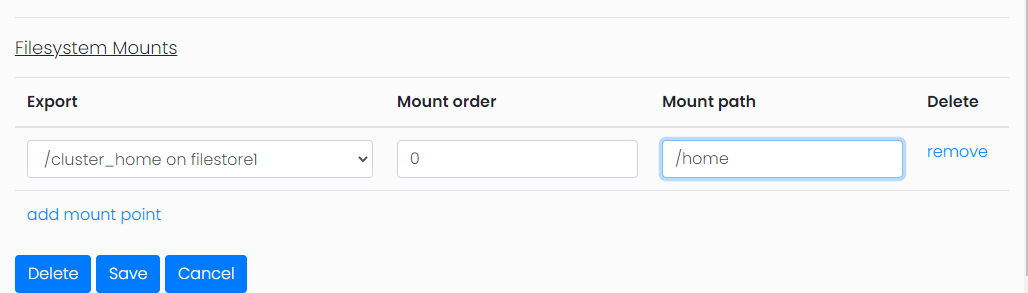 Filesystem Mounts
Export Mount order Mount path Delete
/cluster_home on filestore1 0 /home remove
add mount point
Delete Save Cancel